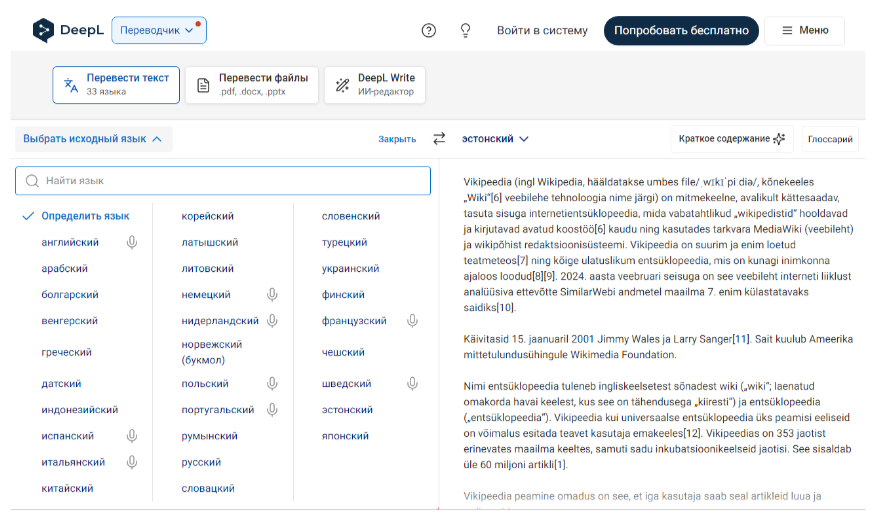 DeepL
Переводчик
Войти в систему
Попробовать бесплатно
Меню
Перевести текст
33 языка
Перевести файлы
.pdf, .docx, .pptx
DeepL Write
ИИ-редактор
Выбрать исходный язык
Закрыть
эстонский
Краткое содержание
Глоссарий
Найти язык
Определить язык
английский
арабский
болгарский
венгерский
греческий
датский
индонезийский
испанский
итальянский
китайский
корейский
латышский
литовский
немецкий
нидерландский
норвежский
(букмол)
польский
португальский
румынский
русский
словацкий
словенский
турецкий
украинский
финский
французский
чешский
шведский
эстонский
японский
Vikipeedia (ingl Wikipedia, hääldatakse umbes file/ˌwɪkɪˈpiːdia/, kõnekeeles
„Wiki"[6] veebilehe tehnoloogia nime järgi) on mitmekeelne, avalikult kättesaadav,
tasuta sisuga internetientsüklopeedia, mida vabatahtlikud „wikipedistid" hooldavad
ja kirjutavad avatud koostöö[6] kaudu ning kasutades tarkvara MediaWiki (veebileht)
ja wikipõhist redaktsioonisüsteemi. Vikipeedia on suurim ja enim loetud
teatmeteos[7] ning kõige ulatuslikum entsüklopeedia, mis on kunagi inimkonna
ajaloos loodud[8][9]. 2024. aasta veebruari seisuga on see veebileht interneti liiklust
analüüsiva ettevõtte SimilarWebi andmetel maailma 7. enim külastatavaks
saidiks[10].
Käivitasid 15. jaanuaril 2001 Jimmy Wales ja Larry Sanger[11]. Sait kuulub Ameerika
mittetulundusühingule Wikimedia Foundation.
Nimi entsüklopeedia tuleneb ingliskeelsetest sõnadest wiki („wiki"; laenatud
omakorda havai keelest, kus see on tähendusega „kiiresti") ja entsüklopeedia
(„entsüklopeedia"). Vikipeedia kui universaalse entsüklopeedia üks peamisi eeliseid
on võimalus esitada teavet kasutaja emakeeles[12]. Vikipeedias on 353 jaotist
erinevates maailma keeltes, samuti sadu inkubatsioonikeelseid jaotisi. See sisaldab
üle 60 miljoni artikli[1].
Vikipeedia peamine omadus on see, et iga kasutaja saab seal artikleid luua ja